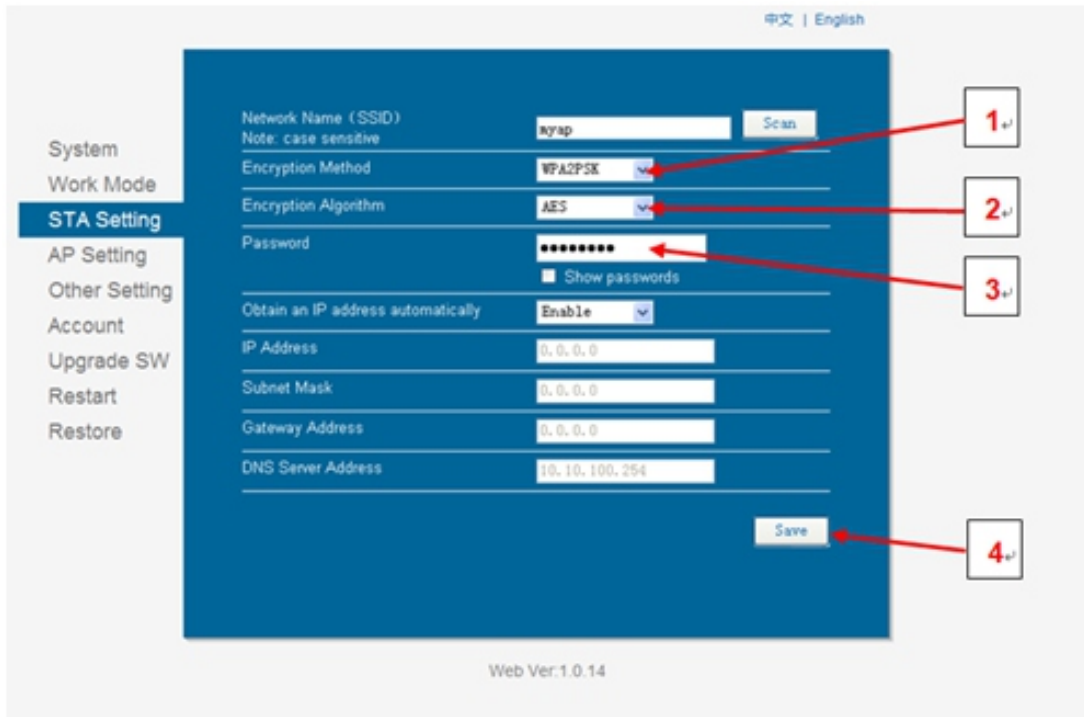 中文 | English
System
Work Mode
STA Setting
AP Setting
Other Setting
Account
Upgrade SW
Restart
Restore
Network Name (SSID)
Note: case sensitive
myap
Scan
Encryption Method
WPA2PSK
Encryption Algorithm
AES
Password
●●●●●●●●
Show passwords
Obtain an IP address automatically
Enable
IP Address
0.0.0.0
Subnet Mask
0.0.0.0
Gateway Address
0.0.0.0
DNS Server Address
10.10.100.254
Save
1
2
3
4
Web Ver:1.0.14